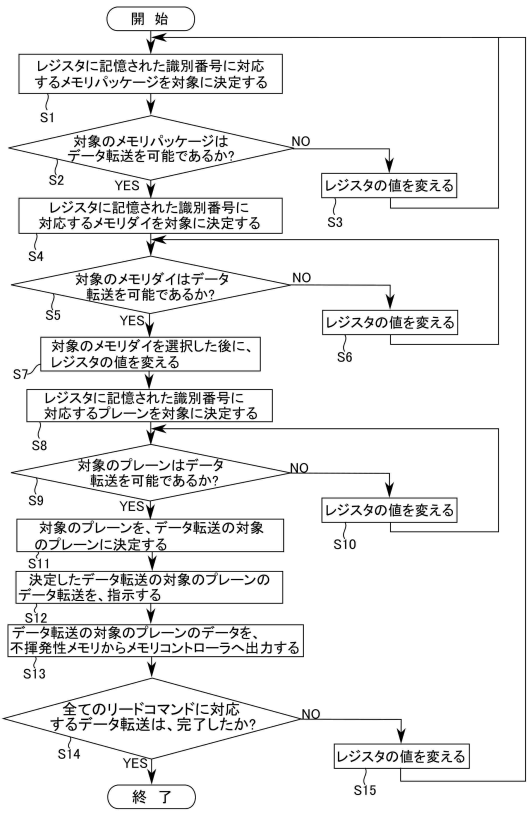 開 始
レジスタに記憶された識別番号に対応
するメモリパッケージを対象に決定する
S1
対象のメモリパッケージは
データ転送を可能であるか?
NO
S2
YES
レジスタの値を変える
S3
レジスタに記憶された識別番号に
対応するメモリダイを対象に決定する
S4
対象のメモリダイはデータ
転送を可能であるか?
NO
S5
YES
レジスタの値を変える
S6
対象のメモリダイを選択した後に、
レジスタの値を変える
S7
レジスタに記憶された識別番号に
対応するプレーンを対象に決定する
S8
対象のプレーンはデータ
転送を可能であるか?
NO
S9
YES
レジスタの値を変える
S10
対象のプレーンを、データ転送の対象
のプレーンに決定する
S11
決定したデータ転送の対象のプレーンの
データ転送を、指示する
S12
データ転送の対象のプレーンのデータを、
不揮発性メモリからメモリコントローラへ出力する
S13
全てのリードコマンドに対応
するデータ転送は、完了したか?
NO
S14
YES
レジスタの値を変える
S15
終 了